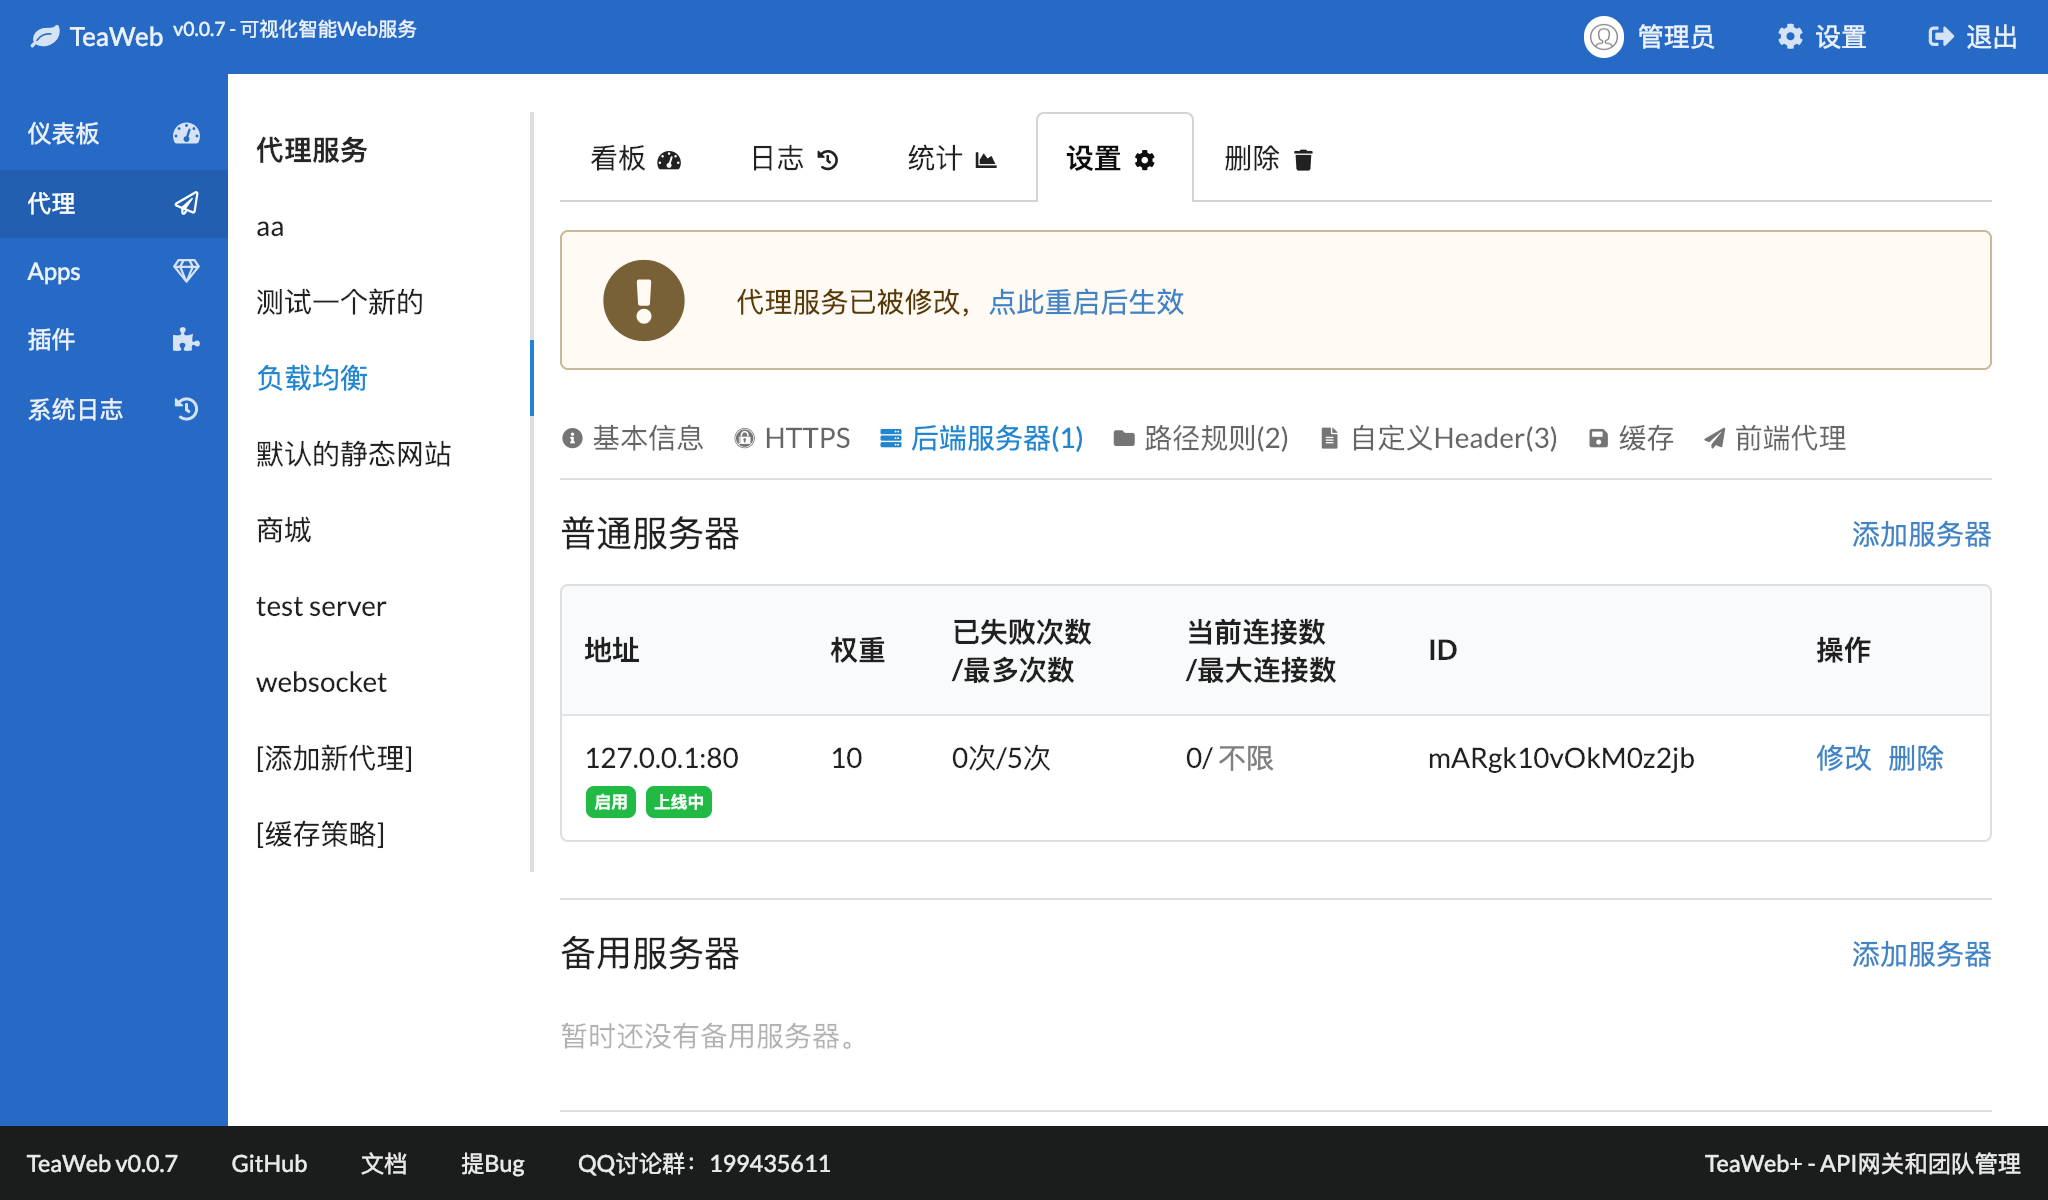 TeaWeb v0.0.7 - 可视化智能Web服务
管理员 设置 退出
仪表板
代理
Apps
插件
系统日志
代理服务
aa
测试一个新的
负载均衡
默认的静态网站
商城
test server
websocket
[添加新代理]
[缓存策略]
看板 日志 统计 设置 删除
代理服务已被修改，点此重启后生效
基本信息 HTTPS 后端服务器(1) 路径规则(2) 自定义Header(3) 缓存 前端代理
普通服务器 添加服务器
地址 权重 已失败次数/最多次数 当前连接数/最大连接数 ID 操作
127.0.0.1:80 10 0次/5次 0/ 不限 mARgk10vOkM0z2jb 修改 删除
启用 上线中
备用服务器 添加服务器
暂时还没有备用服务器。
TeaWeb v0.0.7 GitHub 文档 提Bug QQ讨论群：199435611 TeaWeb+ - API网关和团队管理